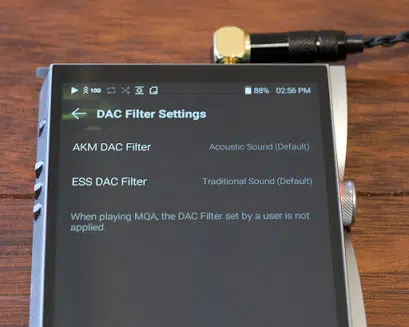 100 88% 02:56 PM
DAC Filter Settings
AKM DAC Filter Acoustic Sound (Default)
ESS DAC Filter Traditional Sound (Default)
When playing MQA, the DAC Filter set by a user is not
applied.